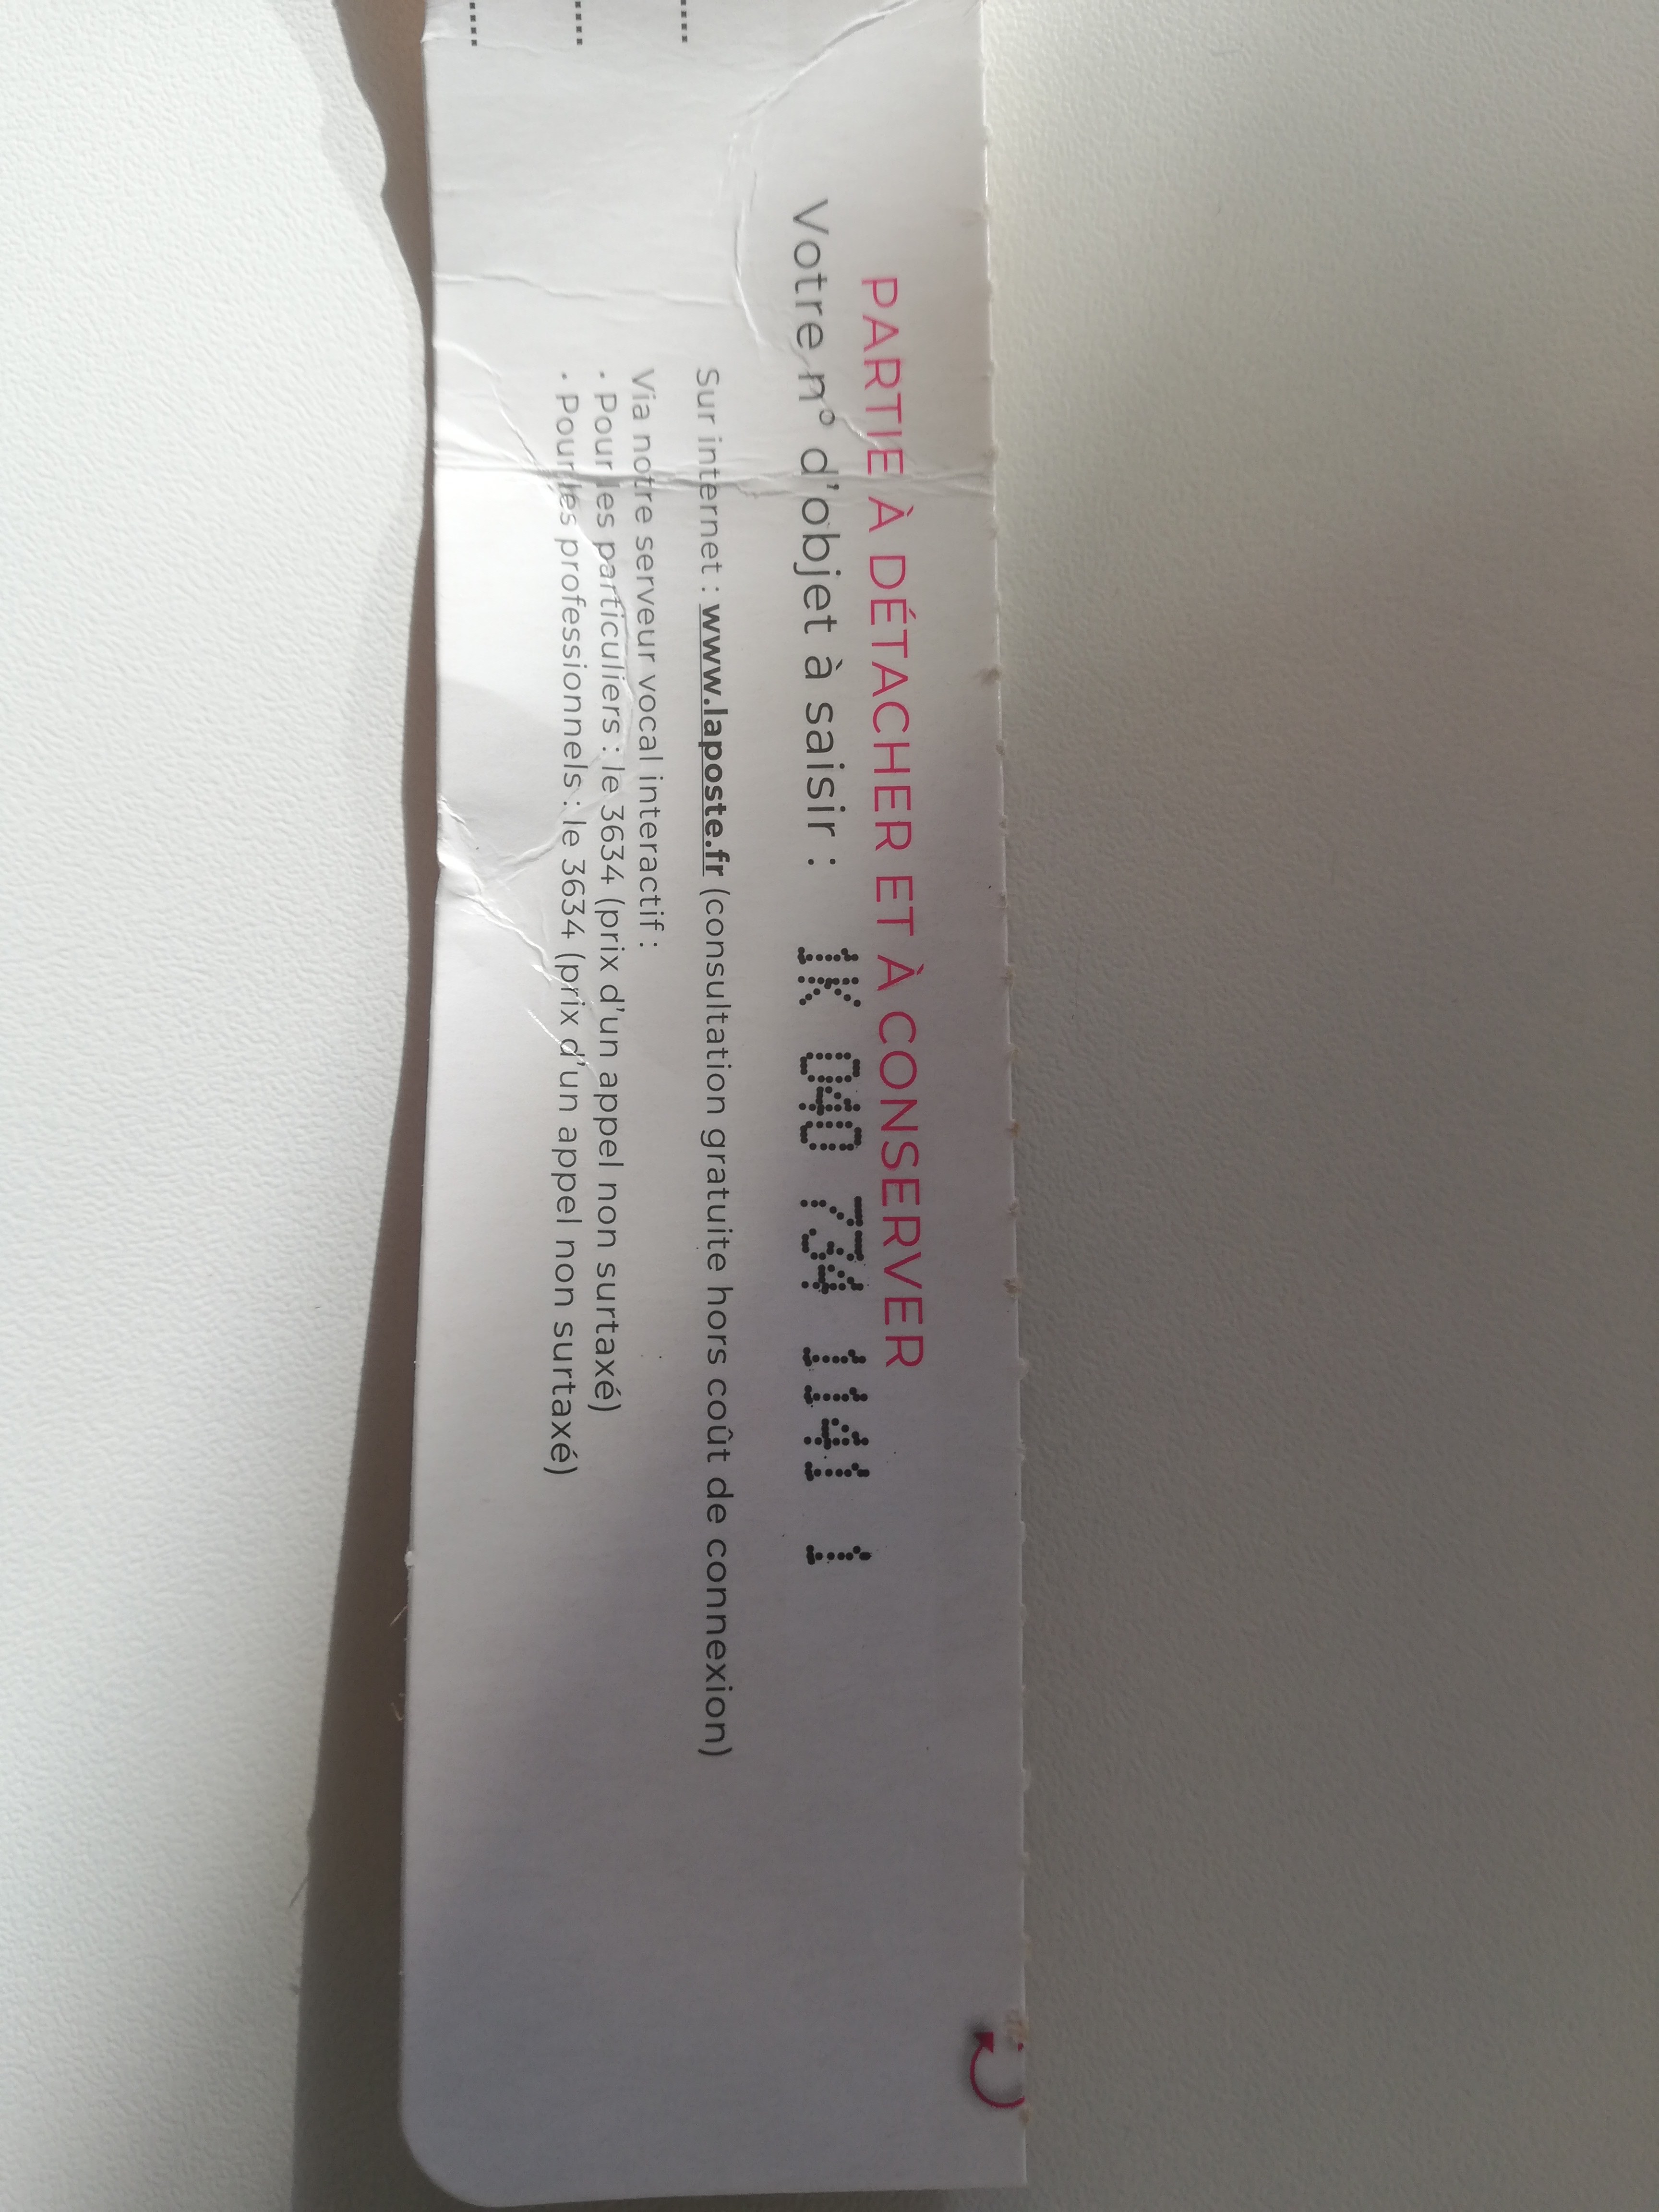 PARTIE À DÉTACHER ET À CONSERVER
Votre n° d'objet à saisir : 1K 040 734 1141 1
Sur internet : www.laposte.fr (consultation gratuite hors coût de connexion)
Via notre serveur vocal interactif :
• Pour les particuliers : le 3634 (prix d'un appel non surtaxé)
• Pour les professionnels : le 3634 (prix d'un appel non surtaxé)